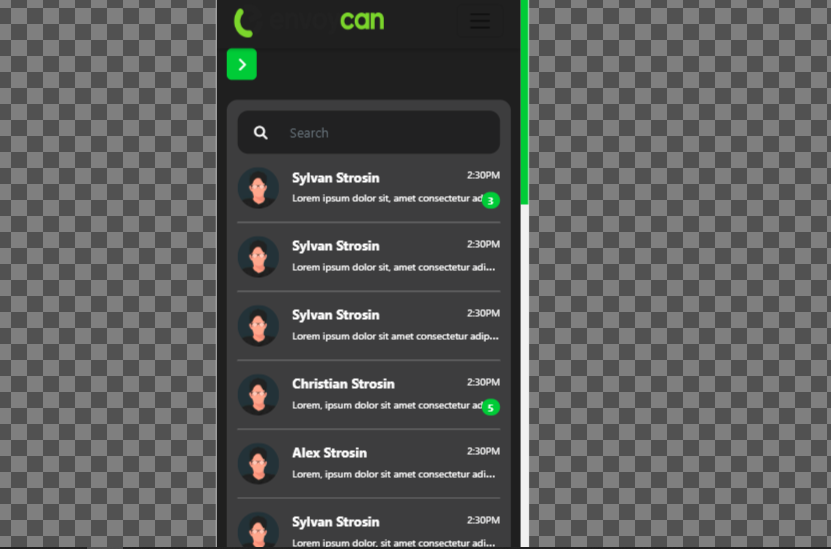 can
Search
Sylvan Strosin
2:30PM
Lorem ipsum dolor sit, amet consectetur ad
3
Sylvan Strosin
2:30PM
Lorem ipsum dolor sit, amet consectetur adi...
Sylvan Strosin
2:30PM
Lorem ipsum dolor sit amet consectetur adip...
Christian Strosin
2:30PM
Lorem, ipsum dolor sit amet consectetur ad
5
Alex Strosin
2:30PM
Lorem, ipsum dolor sit amet consectetur adi...
Sylvan Strosin
2:30PM
Lorem ipsum dolor, sit amet consectetur adi...